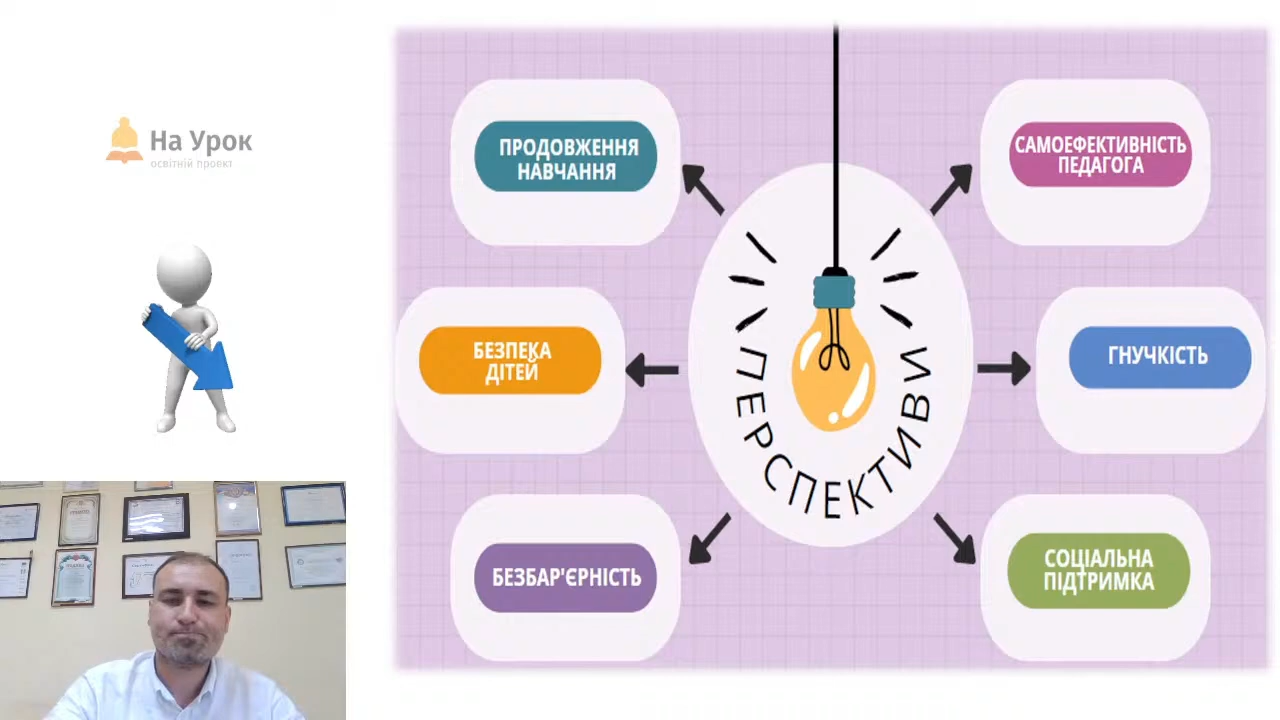 На Урок
освітній проект
ПРОДОВЖЕННЯ
НАВЧАННЯ
САМОЕФЕКТИВНІСТЬ
ПЕДАГОГА
БЕЗПЕКА
ДІТЕЙ
ГНУЧКІСТЬ
ПЕРСПЕКТИВИ
БЕЗБАР'ЄРНІСТЬ
СОЦІАЛЬНА
ПІДТРИМКА